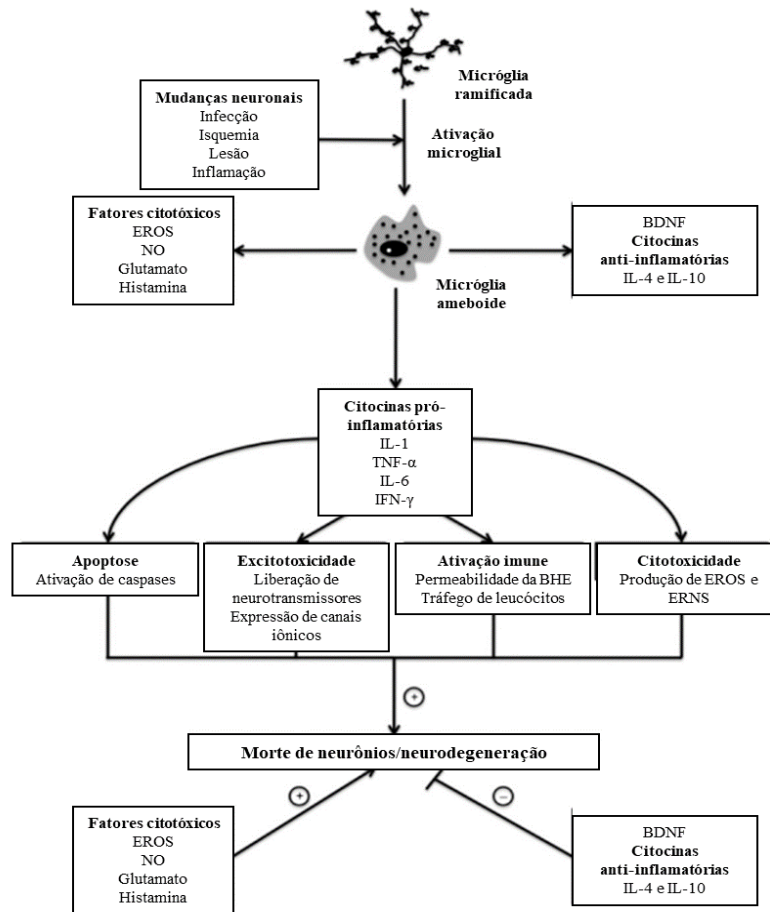 Micróglia
ramificada
Mudanças neuronais
Infecção
Isquemia
Lesão
Inflamação
Ativação
microglial
Fatores citotóxicos
EROS
NO
Glutamato
Histamina
BDNF
Citocinas
anti-inflamatórias
IL-4 e IL-10
Micróglia
ameboide
Citocinas pró-
inflamatórias
IL-1
TNF-α
IL-6
IFN-γ
Apoptose
Ativação de caspases
Excitotoxicidade
Liberação de
neurotransmissores
Expressão de canais
iônicos
Ativação imune
Permeabilidade da BHE
Tráfego de leucócitos
Citotoxicidade
Produção de EROS e
ERNS
+
Morte de neurônios/neurodegeneração
+
−
Fatores citotóxicos
EROS
NO
Glutamato
Histamina
BDNF
Citocinas
anti-inflamatórias
IL-4 e IL-10